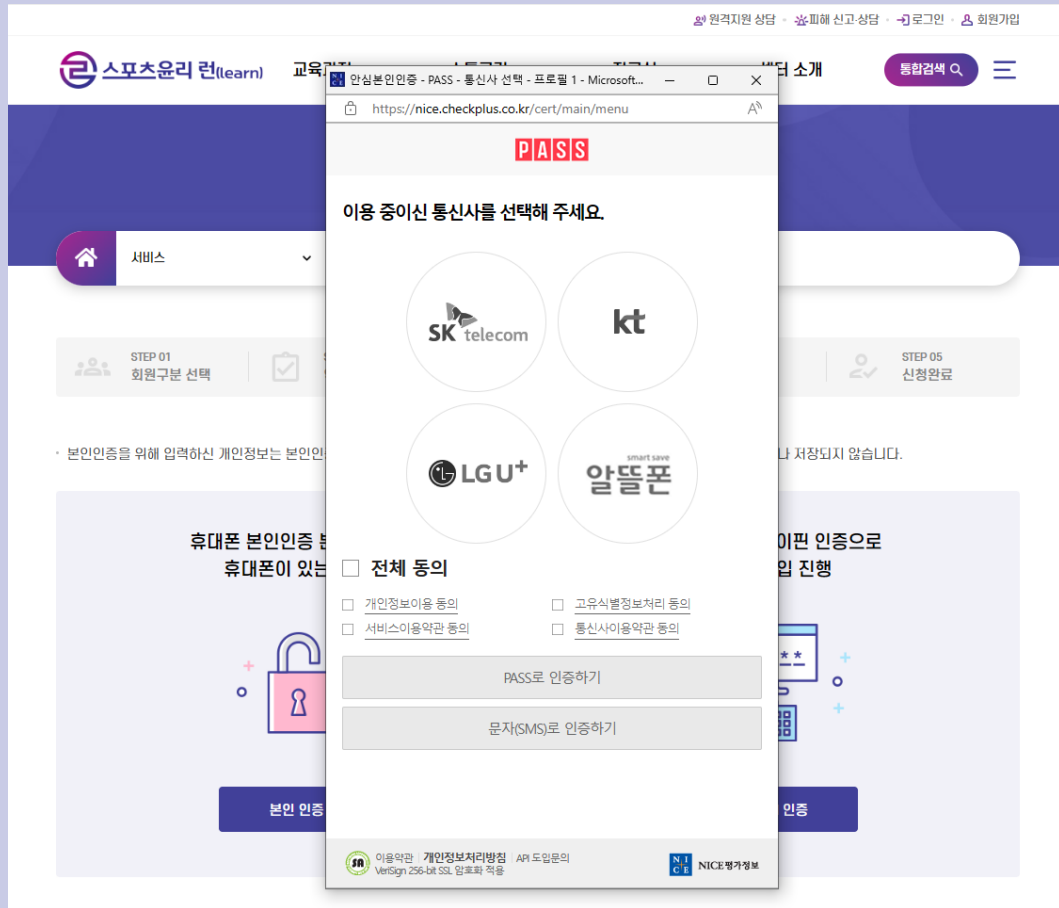 원격지원 상담 피해 신고·상담 로그인 회원가입
스포츠윤리 런(learn)
센터 소개
통합검색
안심본인인증 - PASS - 통신사 선택 - 프로필 1 - Microsoft...
https://nice.checkplus.co.kr/cert/main/menu
PASS
이용 중이신 통신사를 선택해 주세요.
서비스
SK telecom
kt
LG U+
smart save
알뜰폰
STEP 01
회원구분 선택
STEP 05
신청완료
본인인증을 위해 입력하신 개인정보는
저장되지 않습니다.
휴대폰 본인인증
휴대폰이 있는
이핀 인증으로
입 진행
전체 동의
개인정보이용 동의
고유식별정보처리 동의
서비스이용약관 동의
통신사이용약관 동의
**
PASS로 인증하기
문자(SMS)로 인증하기
본인 인증
인증
이용약관 개인정보처리방침 API 도입문의
VeriSign 256-bit SSL 암호화 적용
SA
NICE
NICE평가정보